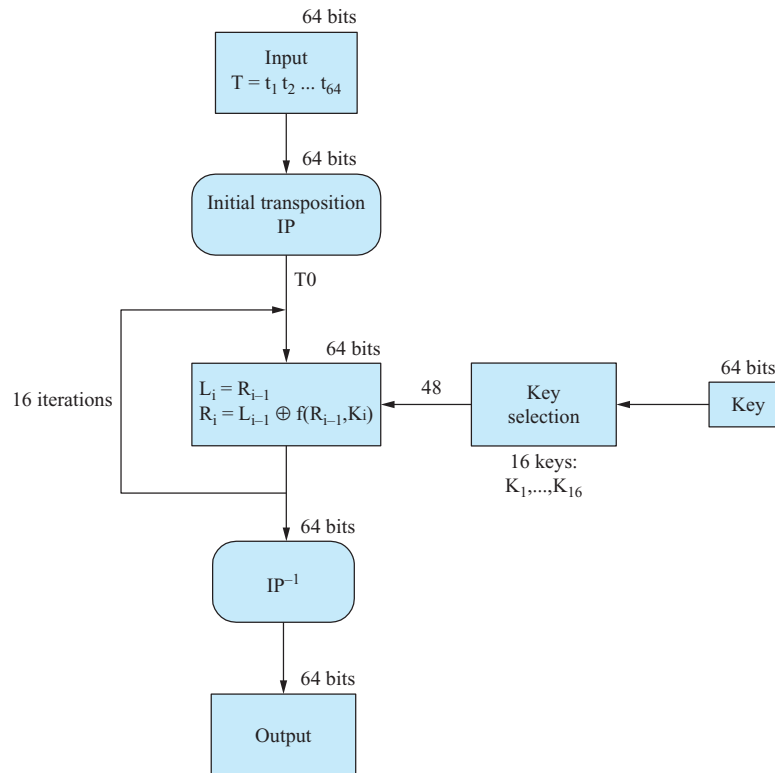 64 bits
Input
T = t₁ t₂ ... t₆₄
64 bits
Initial transposition
IP
T0
64 bits
16 iterations
Lᵢ = Rᵢ₋₁
Rᵢ = Lᵢ₋₁ ⊕ f(Rᵢ₋₁,Kᵢ)
48
Key
selection
16 keys:
K₁,...,K₁₆
64 bits
Key
64 bits
IP⁻¹
64 bits
Output